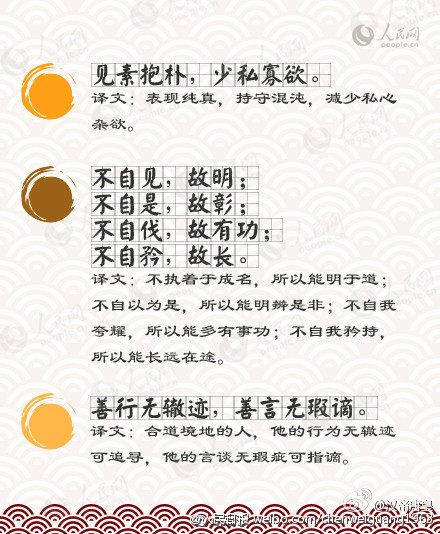 人民网
people.cn
见素抱朴，少私寡欲。
译文：表现纯真，持守混沌，减少私心
杂欲。
不自见，故明；
不自是，故彰；
不自伐，故有功；
不自矜，故长。
译文：不执着于成名，所以能明于道；
不自以为是，所以能明辨是非；不自我
夸耀，所以能多有事功；不自我矜持，
所以能长远在途。
善行无辙迹，善言无瑕谪。
译文：合道境地的人，他的行为无辙迹
可追寻，他的言谈无瑕疵可指谪。
weibo.com/chenweiguang1963